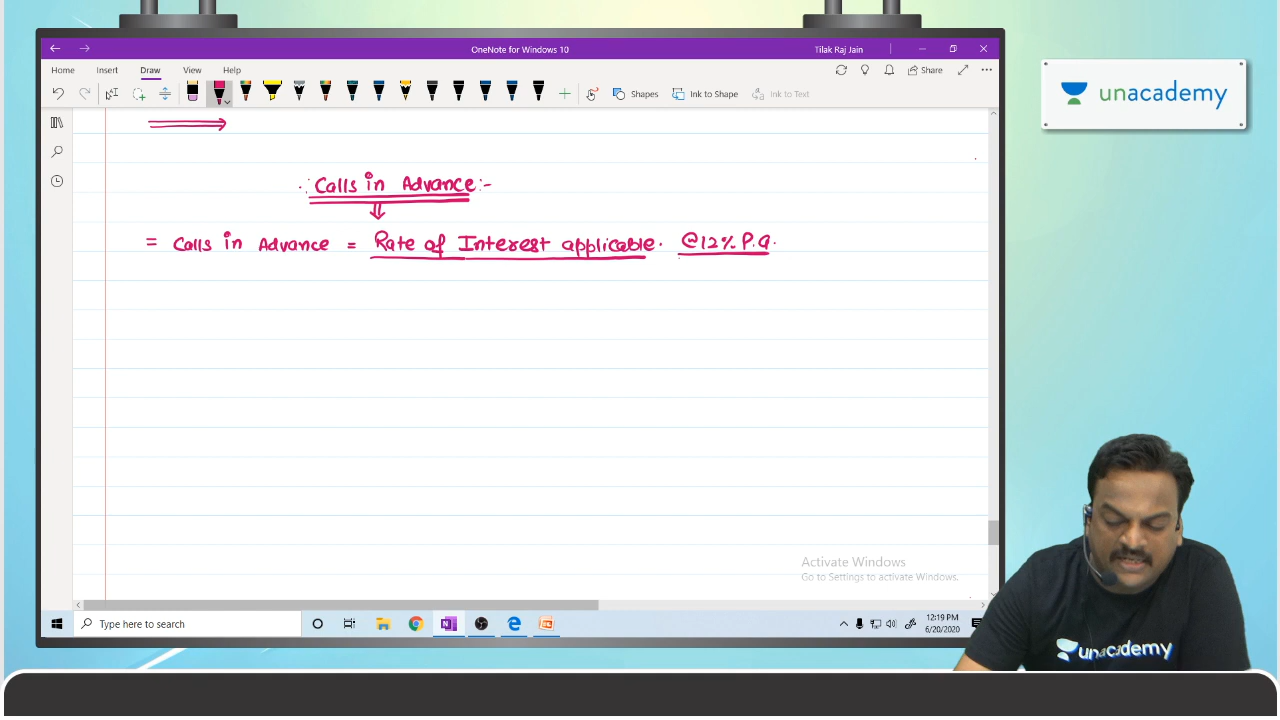 OneNote for Windows 10
Tilak Raj Jain
Home Insert Draw View Help
Share
Shapes
Ink to Shape
Ink to Text
unacademy
∴ Calls in Advance :-
⇓
= Calls in Advance = Rate of Interest applicable. @12% P.a.
Activate Windows
Go to Settings to activate Windows.
Type here to search
12:19 PM
6/20/2020
unacademy